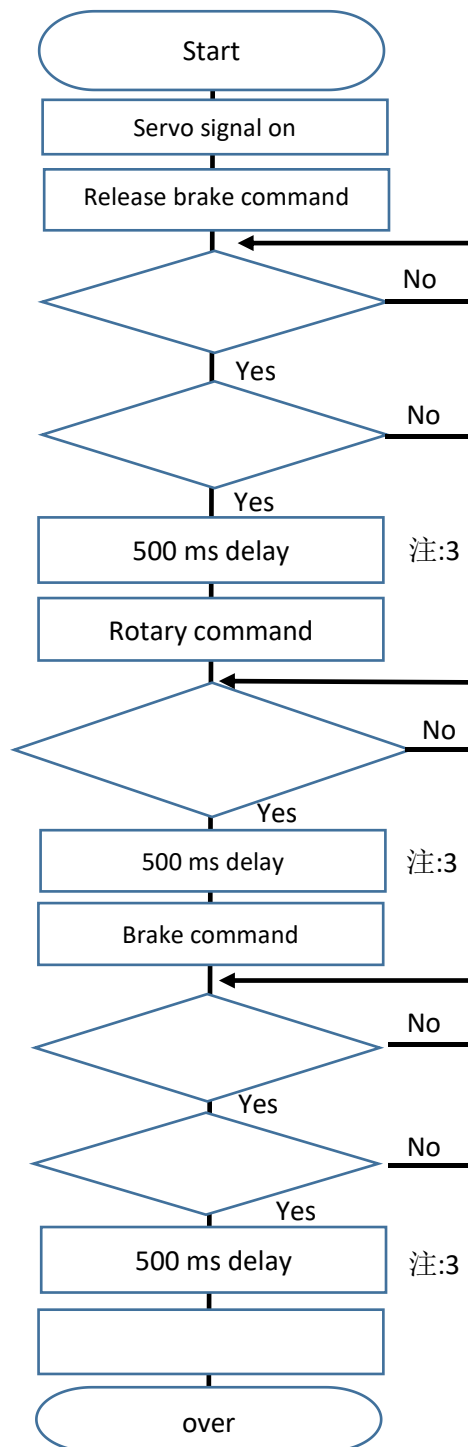 Start
Servo signal on
Release brake command
No
Yes
No
Yes
500 ms delay
注:3
Rotary command
No
Yes
500 ms delay
注:3
Brake command
No
Yes
No
Yes
500 ms delay
注:3
over